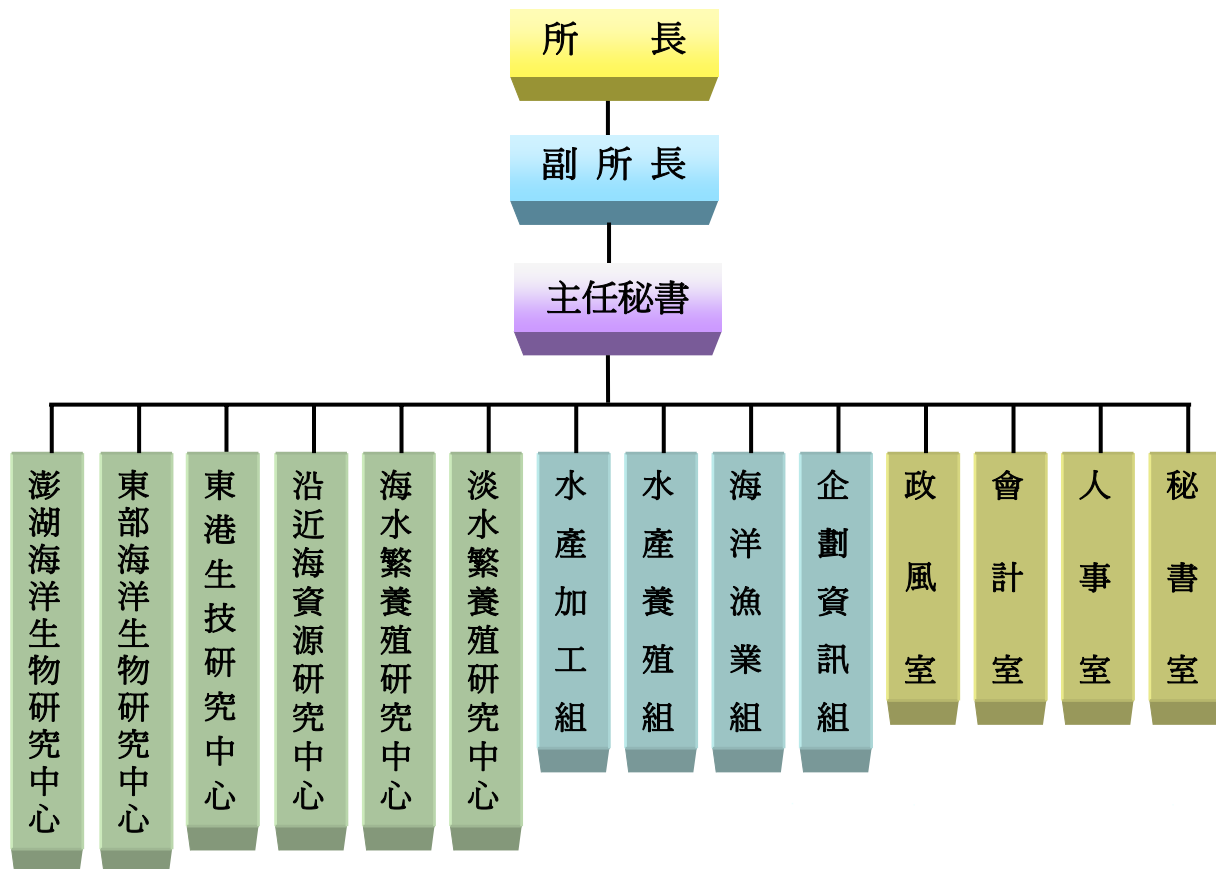 所長
副所長
主任秘書
澎湖海洋生物研究中心
東部海洋生物研究中心
東港生技研究中心
沿近海資源研究中心
海水繁養殖研究中心
淡水繁養殖研究中心
水產加工組
水產養殖組
海洋漁業組
企劃資訊組
政風室
會計室
人事室
秘書室